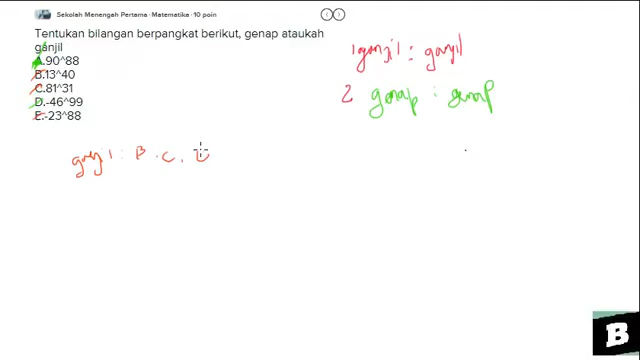 Sekolah Menengah Pertama · Matematika · 10 poin
Tentukan bilangan berpangkat berikut, genap ataukah
ganjil
A.90^88
B.13^40
C.81^31
D.-46^99
E.-23^88
1 ganjil : ganjil
2 genap : genap
ganjil : B . C .
B